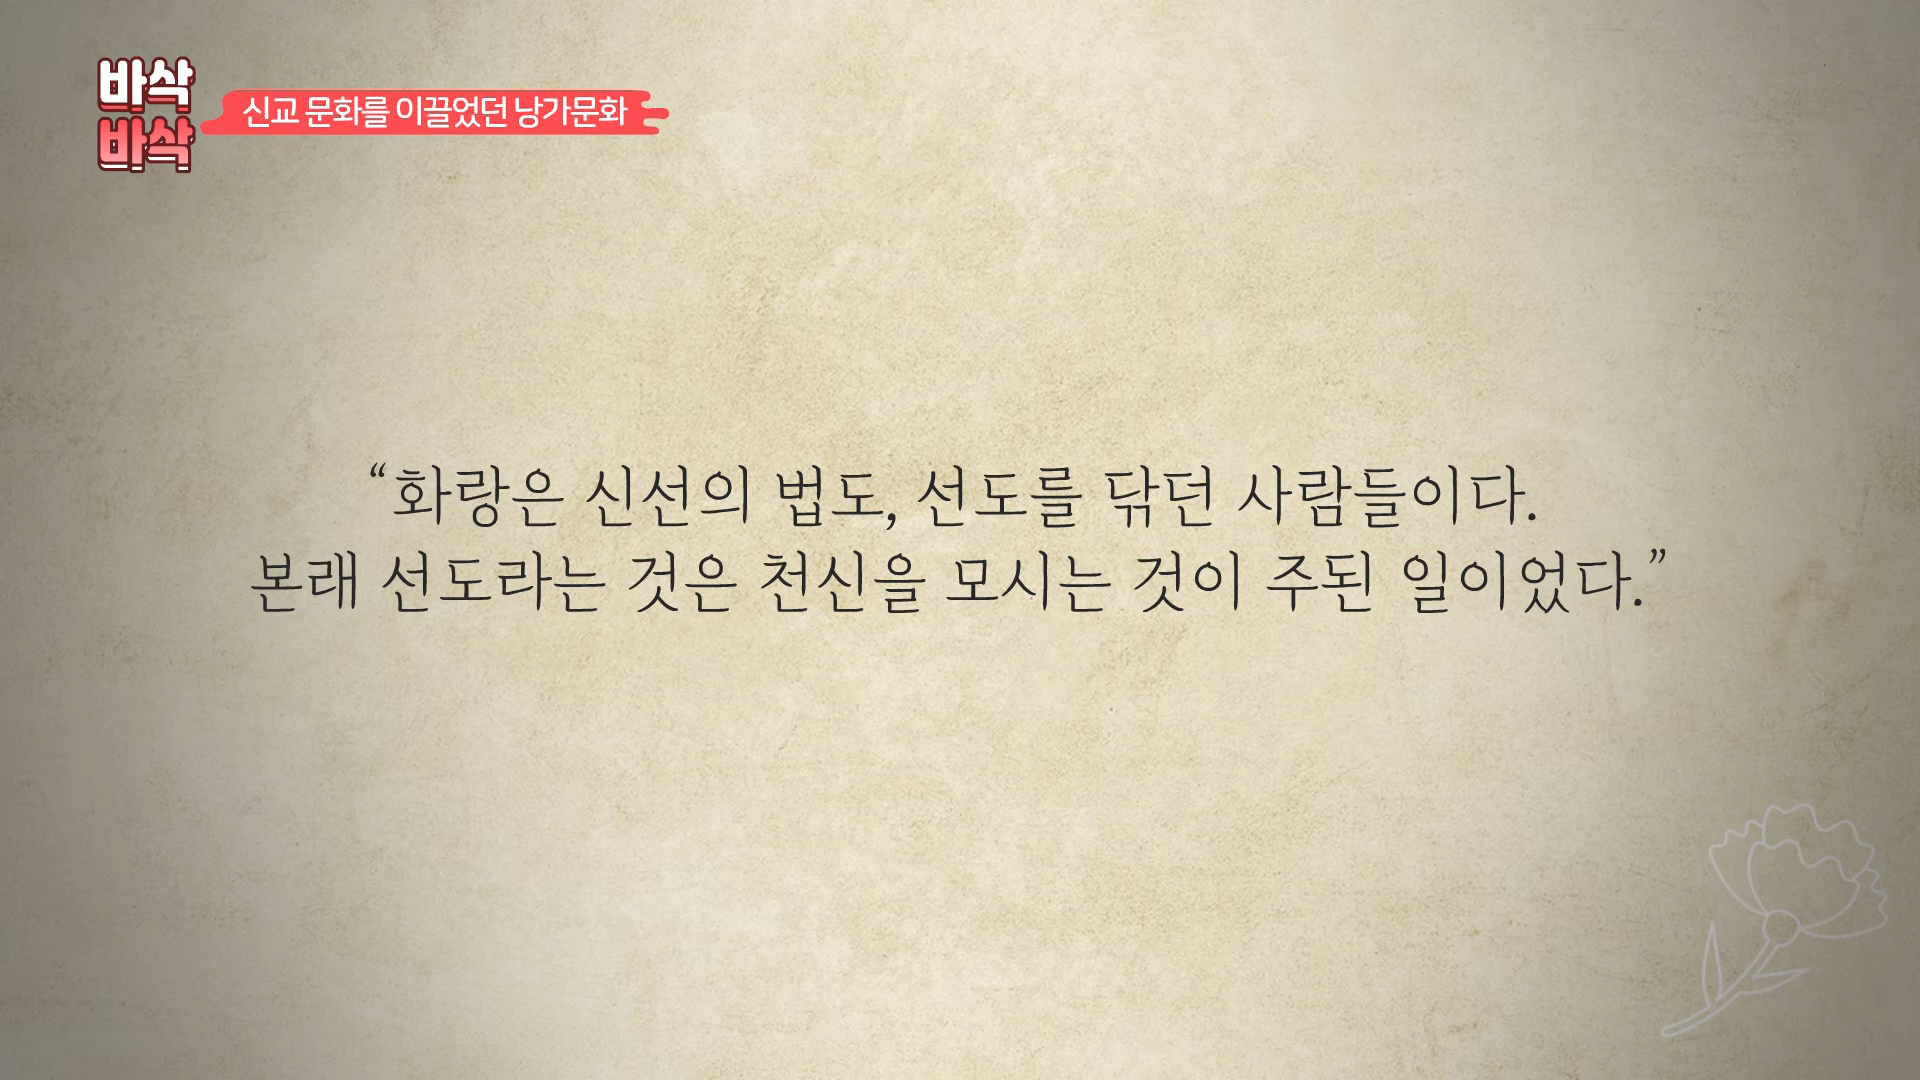 바삭
바삭
신교 문화를 이끌었던 낭가문화
“화랑은 신선의 법도, 선도를 닦던 사람들이다.
본래 선도라는 것은 천신을 모시는 것이 주된 일이었다.”